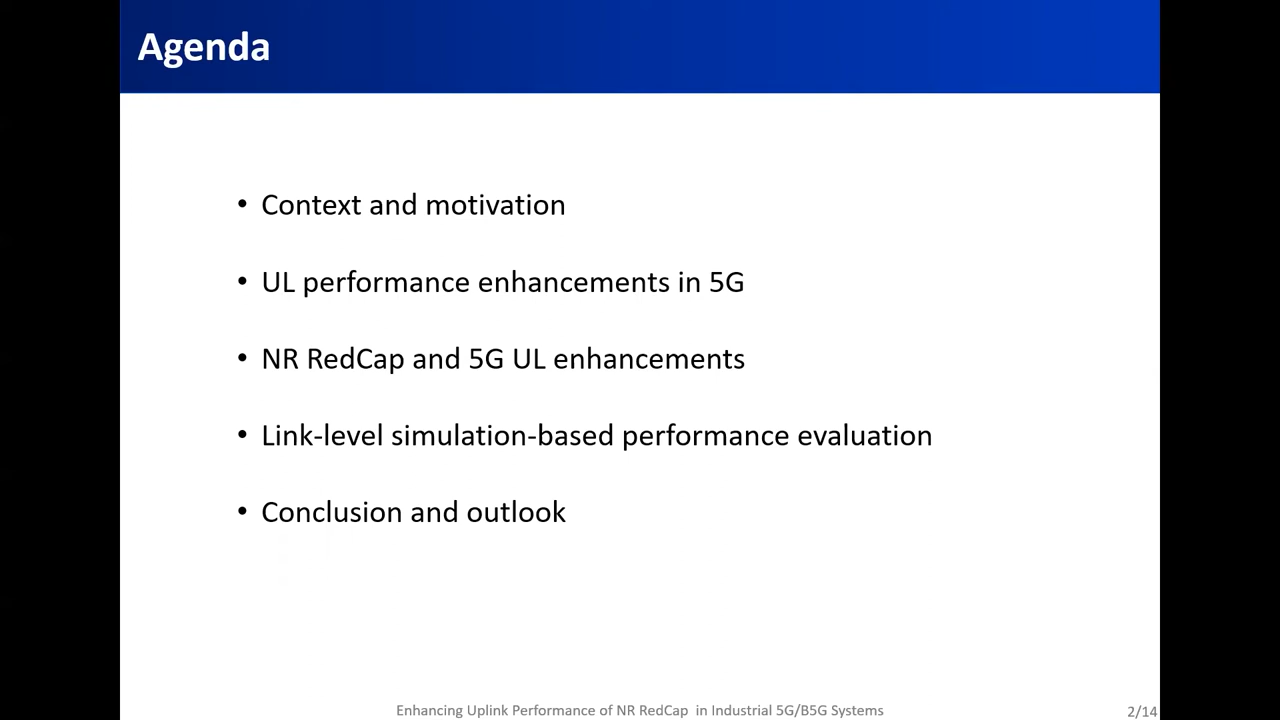 Agenda
• Context and motivation
• UL performance enhancements in 5G
• NR RedCap and 5G UL enhancements
• Link-level simulation-based performance evaluation
• Conclusion and outlook
Enhancing Uplink Performance of NR RedCap  in Industrial 5G/B5G Systems
2/14